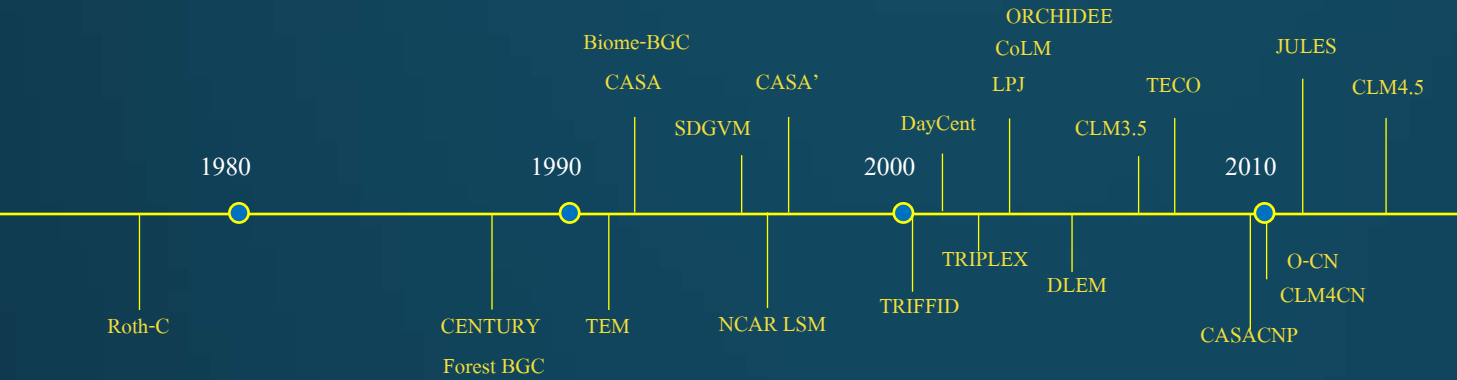 ORCHIDEE
Biome-BGC
CoLM
JULES
CASA
CASA’
LPJ
TECO
CLM4.5
SDGVM
DayCent
CLM3.5
1980
1990
2000
2010
TRIPLEX
O-CN
DLEM
CLM4CN
TRIFFID
Roth-C
CENTURY
TEM
NCAR LSM
CASACNP
Forest BGC